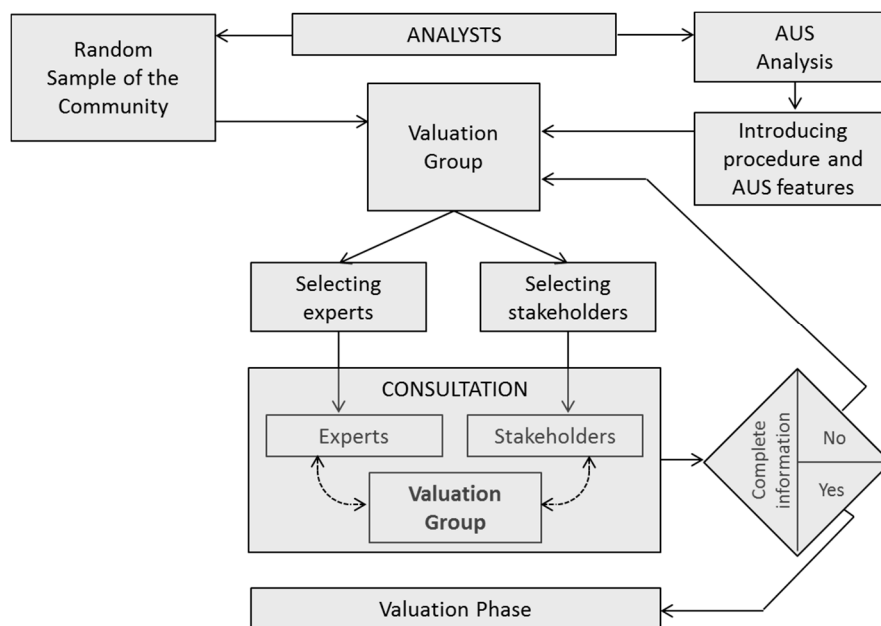 ANALYSTS
Random
Sample of the
Community
AUS
Analysis
Valuation
Group
Introducing
procedure and
AUS features
Selecting
experts
Selecting
stakeholders
CONSULTATION
Experts
Stakeholders
Valuation
Group
Complete
information
No
Yes
Valuation Phase